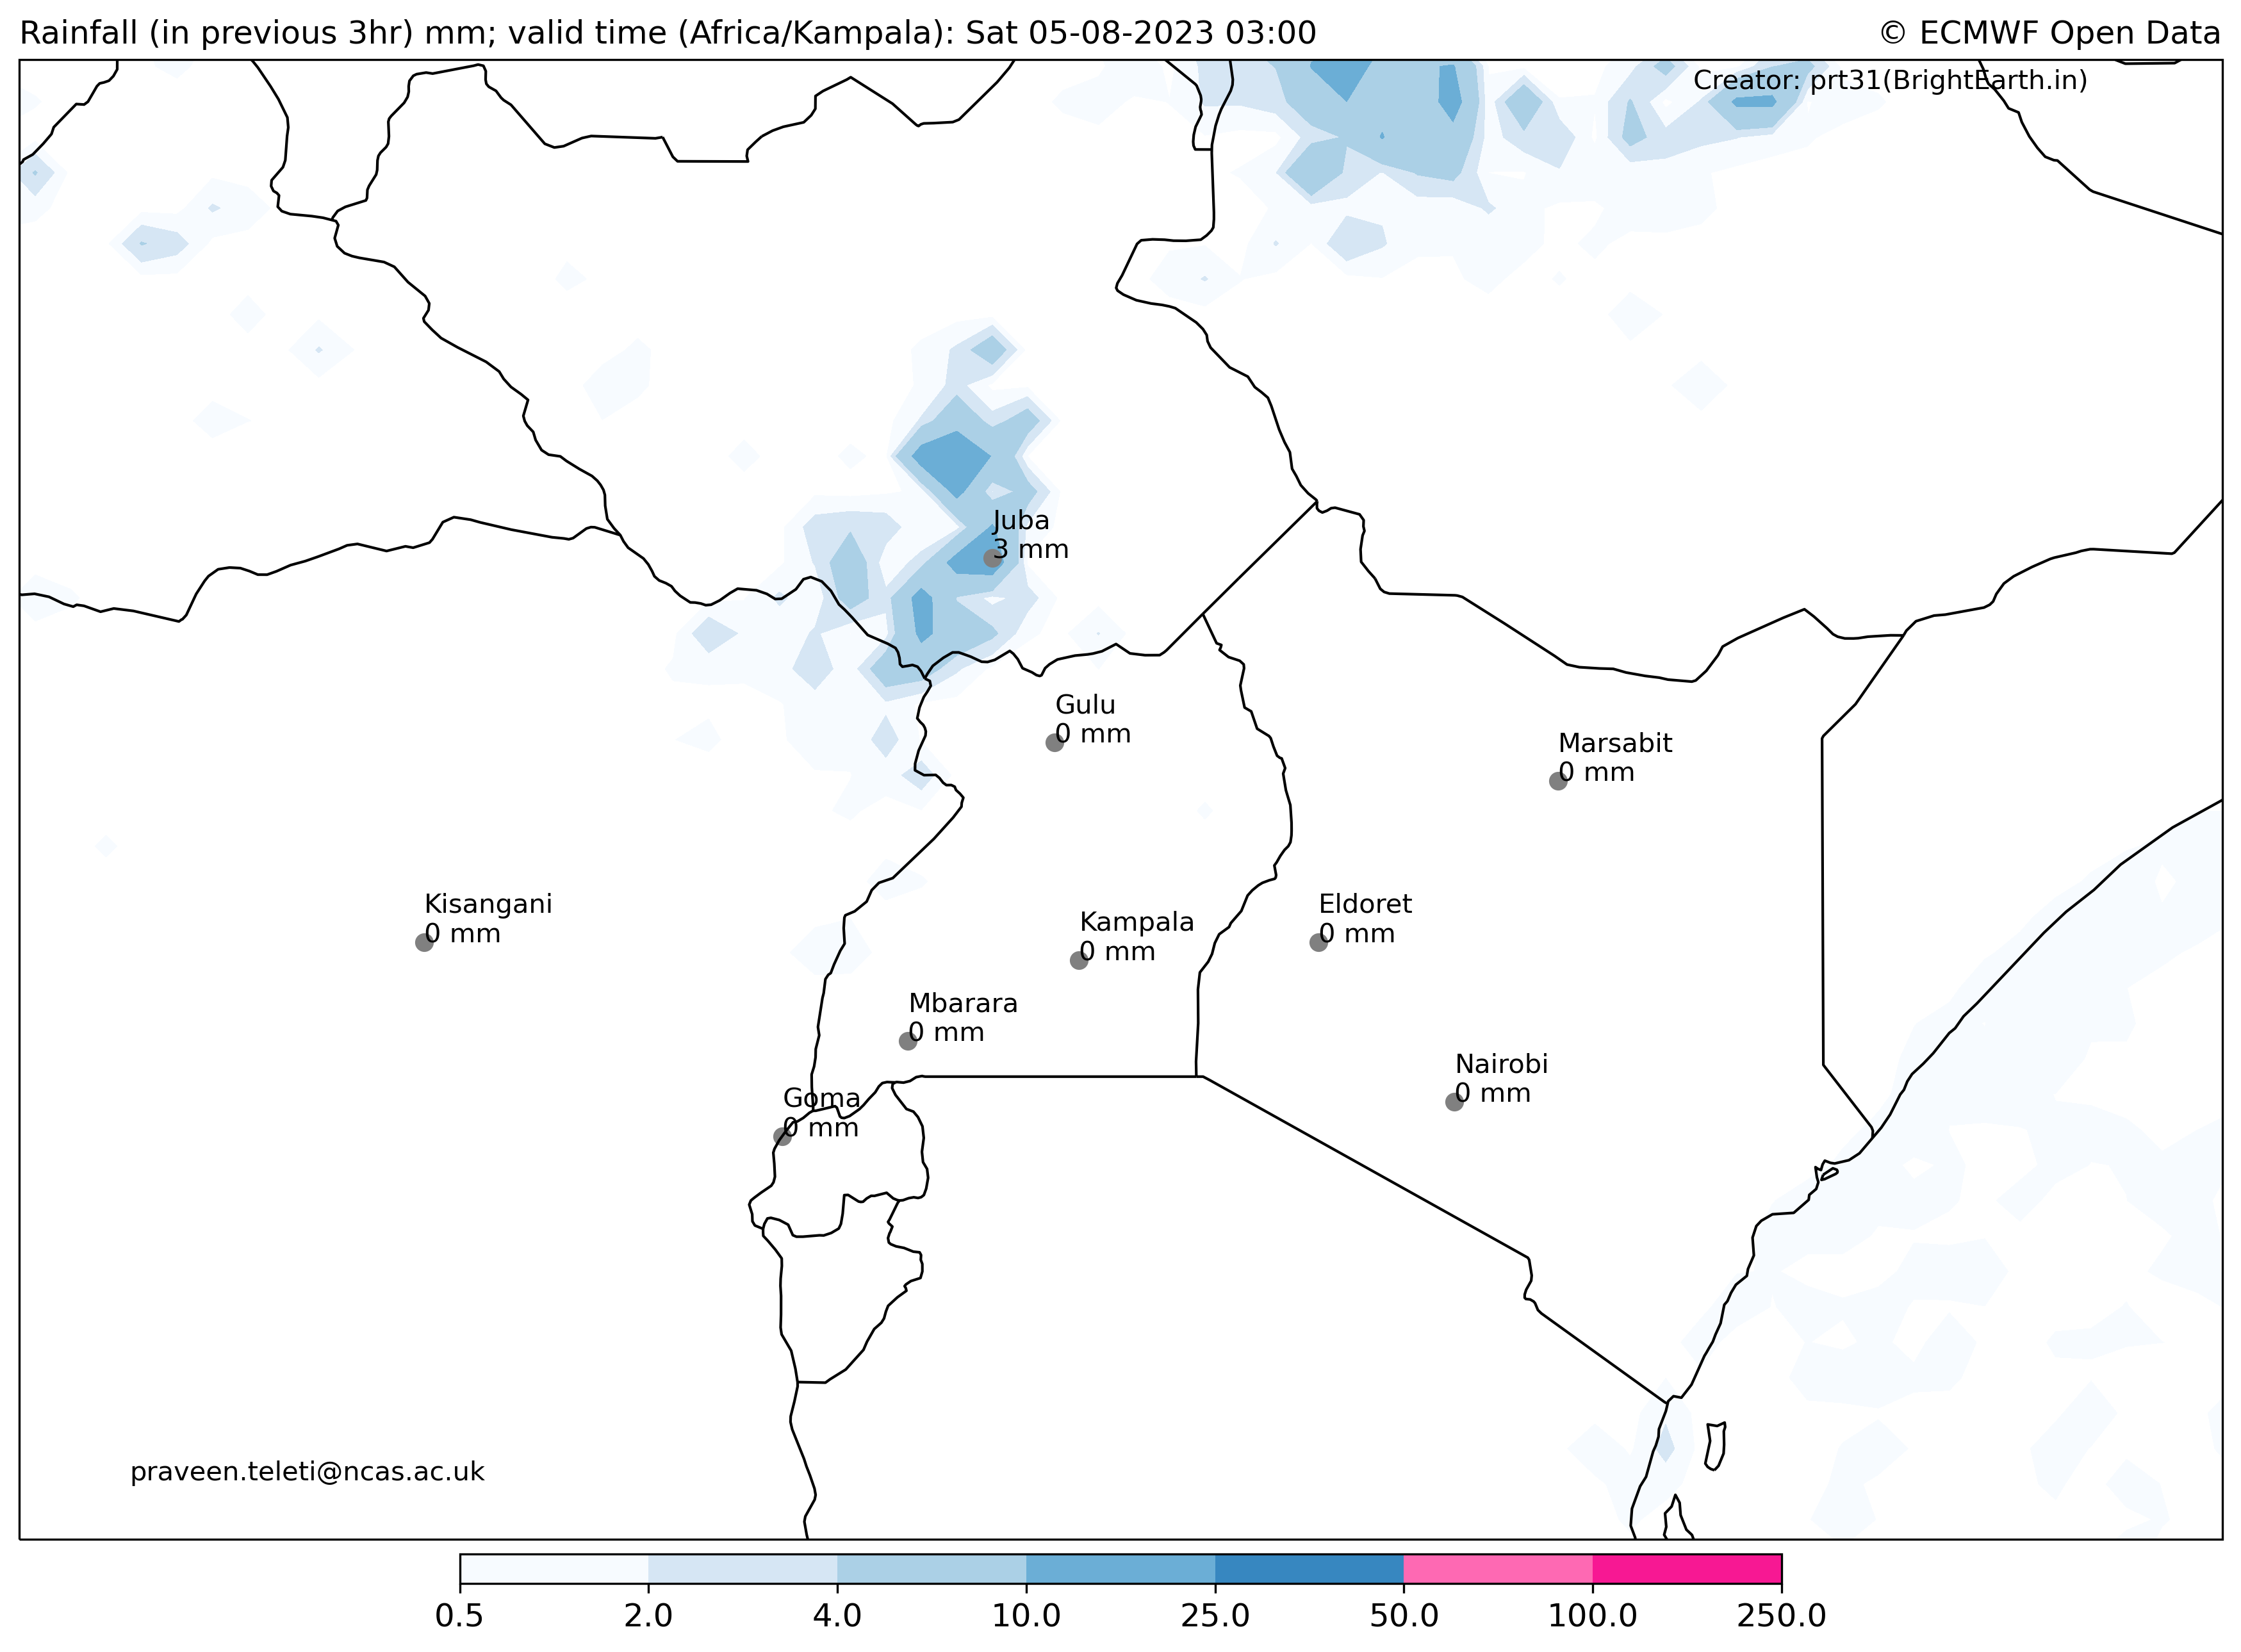 Rainfall (in previous 3hr) mm; valid time (Africa/Kampala): Sat 05-08-2023 03:00
© ECMWF Open Data
Creator: prt31(BrightEarth.in)
Juba
3 mm
Gulu
0 mm
Marsabit
0 mm
Kisangani
0 mm
Eldoret
0 mm
Kampala
0 mm
Mbarara
0 mm
Nairobi
0 mm
Goma
0 mm
praveen.teleti@ncas.ac.uk
0.5 2.0 4.0 10.0 25.0 50.0 100.0 250.0